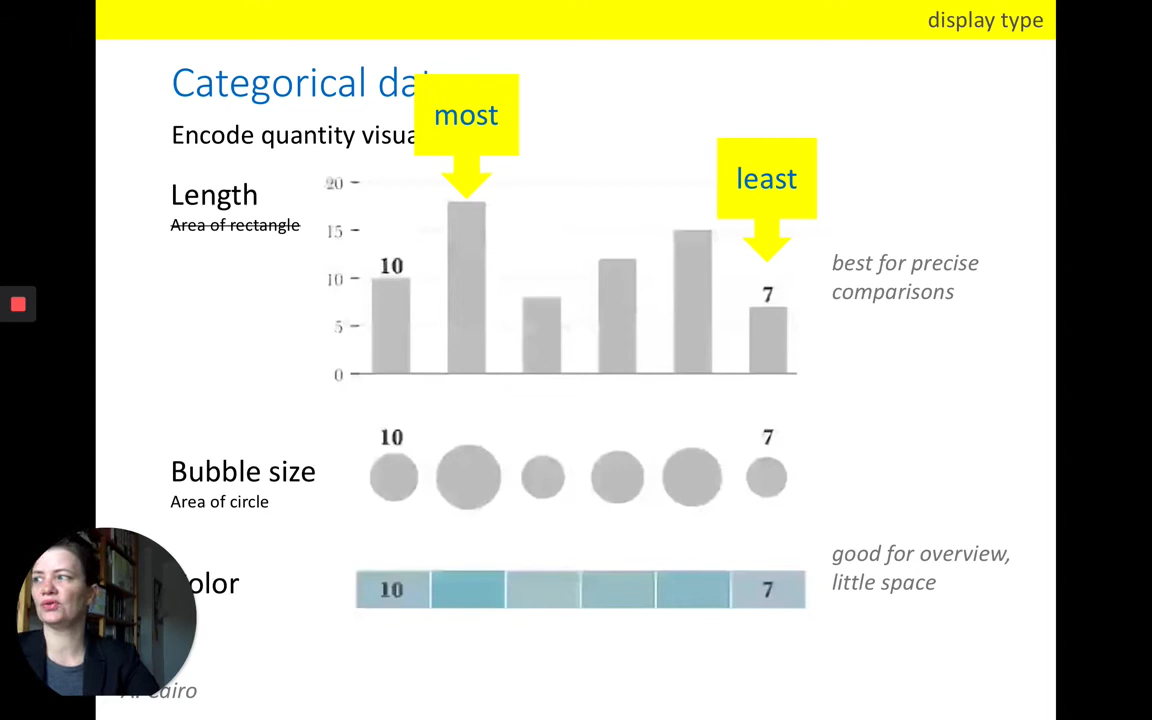 display type
Categorical da
most
Encode quantity visua
least
Length
Area of rectangle
20
15
10
5
0
10
7
best for precise
comparisons
10
7
Bubble size
Area of circle
good for overview,
little space
olor
10
7
Cairo